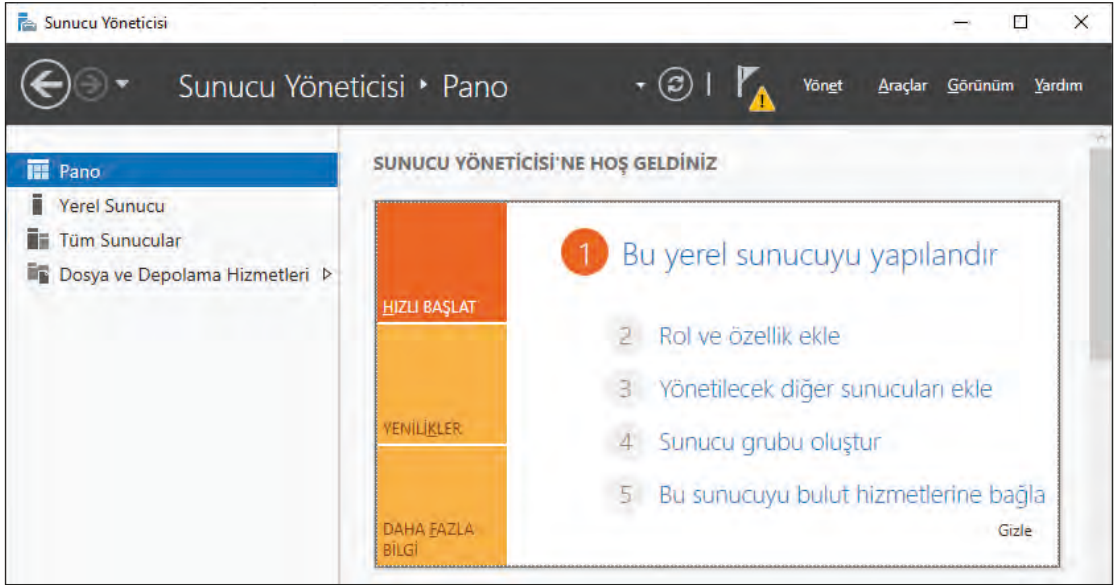 Sunucu Yöneticisi
Sunucu Yöneticisi ‣ Pano
Yönet Araçlar Görünüm Yardım
Pano
Yerel Sunucu
Tüm Sunucular
Dosya ve Depolama Hizmetleri
SUNUCU YÖNETİCİSİ'NE HOŞ GELDİNİZ
HIZLI BAŞLAT
YENİLİKLER
DAHA FAZLA
BİLGİ
1 Bu yerel sunucuyu yapılandır
2 Rol ve özellik ekle
3 Yönetilecek diğer sunucuları ekle
4 Sunucu grubu oluştur
5 Bu sunucuyu bulut hizmetlerine bağla
Gizle